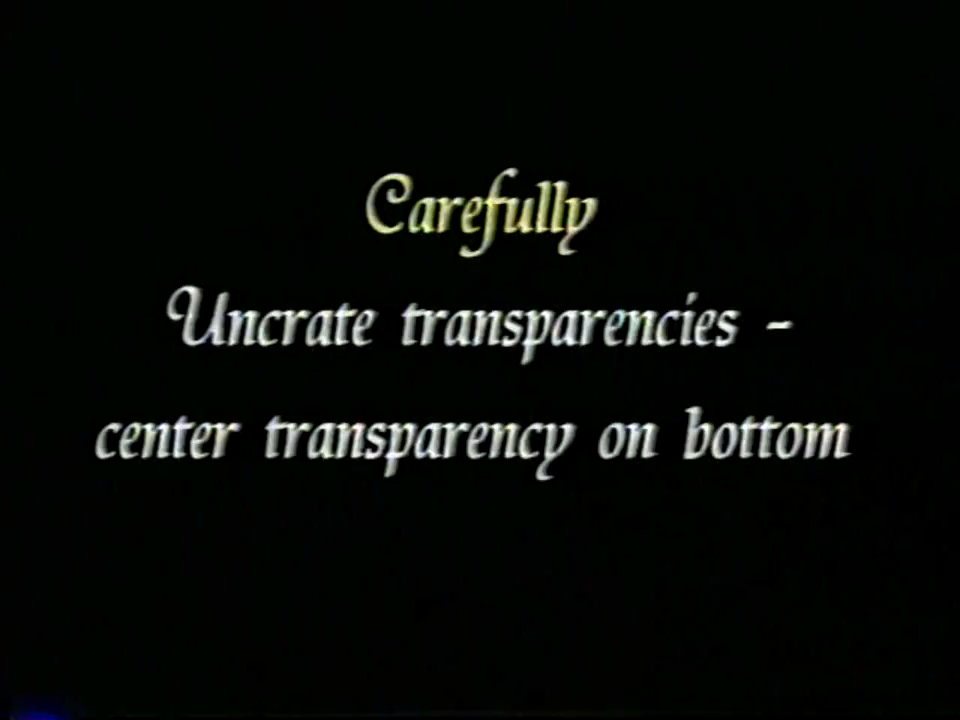 Carefully
Uncrate transparencies -
center transparency on bottom